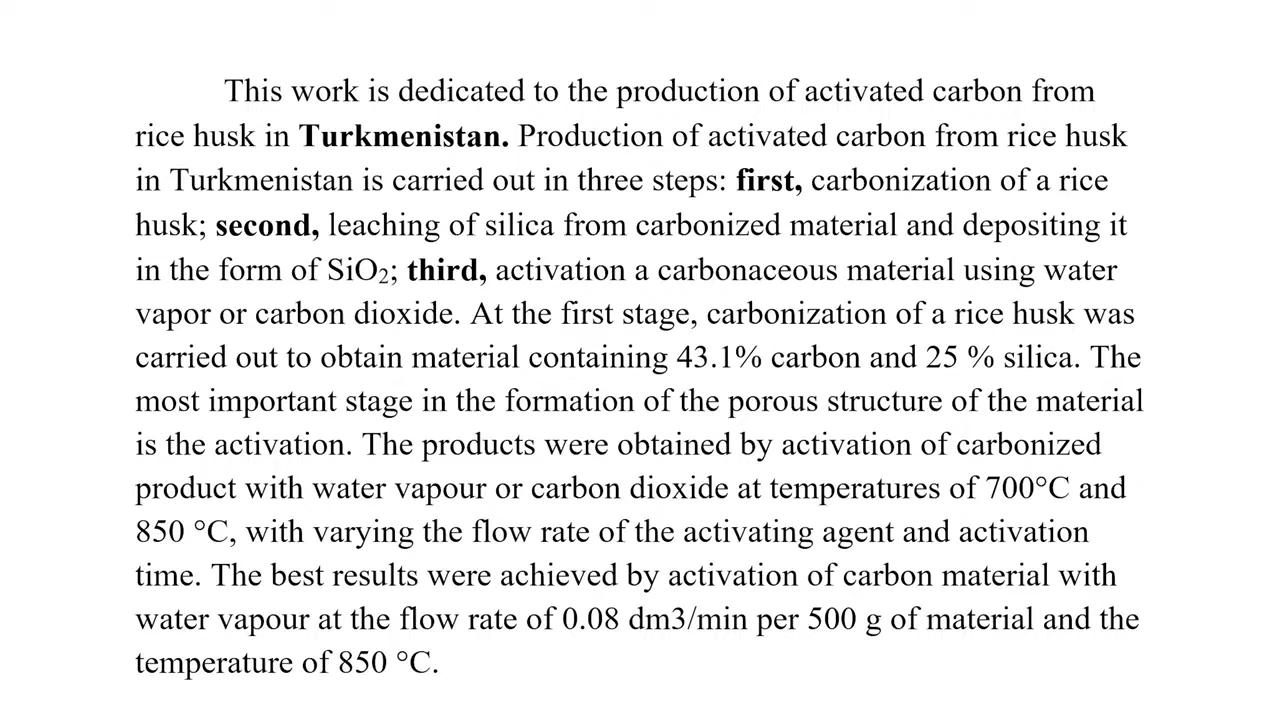 This work is dedicated to the production of activated carbon from
rice husk in Turkmenistan. Production of activated carbon from rice husk
in Turkmenistan is carried out in three steps: first, carbonization of a rice
husk; second, leaching of silica from carbonized material and depositing it
in the form of SiO₂; third, activation a carbonaceous material using water
vapor or carbon dioxide. At the first stage, carbonization of a rice husk was
carried out to obtain material containing 43.1% carbon and 25 % silica. The
most important stage in the formation of the porous structure of the material
is the activation. The products were obtained by activation of carbonized
product with water vapour or carbon dioxide at temperatures of 700°C and
850 °C, with varying the flow rate of the activating agent and activation
time. The best results were achieved by activation of carbon material with
water vapour at the flow rate of 0.08 dm3/min per 500 g of material and the
temperature of 850 °C.